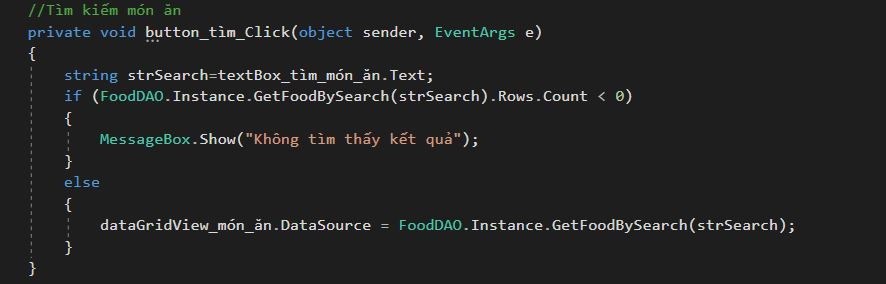 //Tìm kiếm món ăn
private void button_tìm_Click(object sender, EventArgs e)
{
string strSearch=textBox_tìm_món_ăn.Text;
if (FoodDAO.Instance.GetFoodBySearch(strSearch).Rows.Count < 0)
{
MessageBox.Show("Không tìm thấy kết quả");
}
else
{
dataGridView_món_ăn.DataSource = FoodDAO.Instance.GetFoodBySearch(strSearch);
}
}